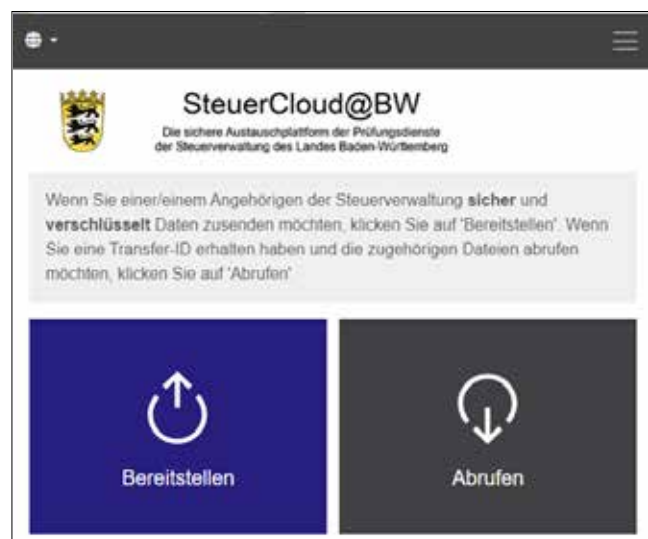 SteuerCloud@BW
Die sichere Austauschplattform der Prüfungsdienste
der Steuerverwaltung des Landes Baden-Württemberg
Wenn Sie einer/einem Angehörigen der Steuerverwaltung sicher und
verschlüsselt Daten zusenden möchten, klicken Sie auf 'Bereitstellen'. Wenn
Sie eine Transfer-ID erhalten haben und die zugehörigen Dateien abrufen
möchten, klicken Sie auf 'Abrufen'
Bereitstellen
Abrufen